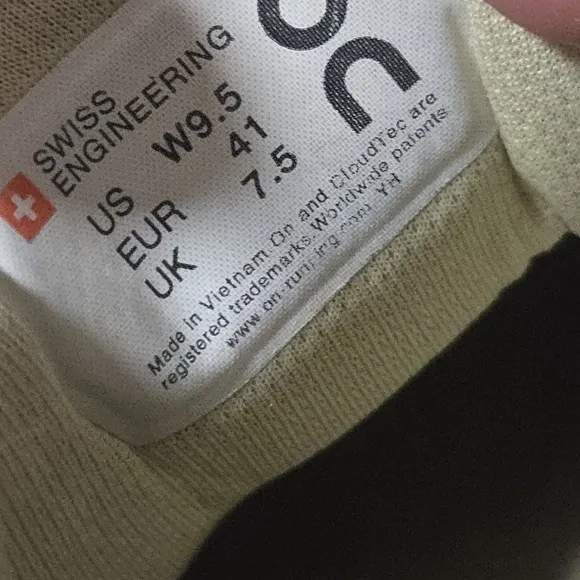 On
SWISS
ENGINEERING
US W9.5
EUR 41
UK 7.5
Made in Vietnam On and CloudTec are
registered trademarks. Worldwide patents
www.on-running.com YH